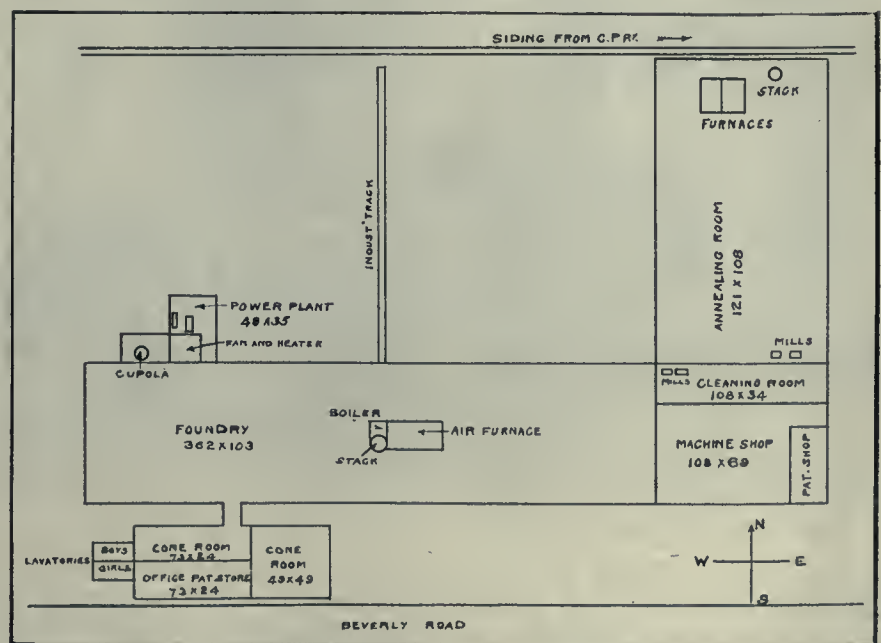 SIDING FROM C.P.R.
STACK
FURNACES
INDUST' TRACK
ANNEALING ROOM
121 X 108
POWER PLANT
48 X 35
FAN AND HEATER
CUPOLA
MILLS
MILLS
CLEANING ROOM
108 X 34
FOUNDRY
362 X 103
BOILER
AIR FURNACE
STACK
MACHINE SHOP
108 X 69
PAT. SHOP
LAVATORIES
BOYS
GIRLS
CORE ROOM
73 X 24
OFFICE PAT. STORE
73 X 24
CORE
ROOM
49 X 49
N
W
E
S
BEVERLY ROAD